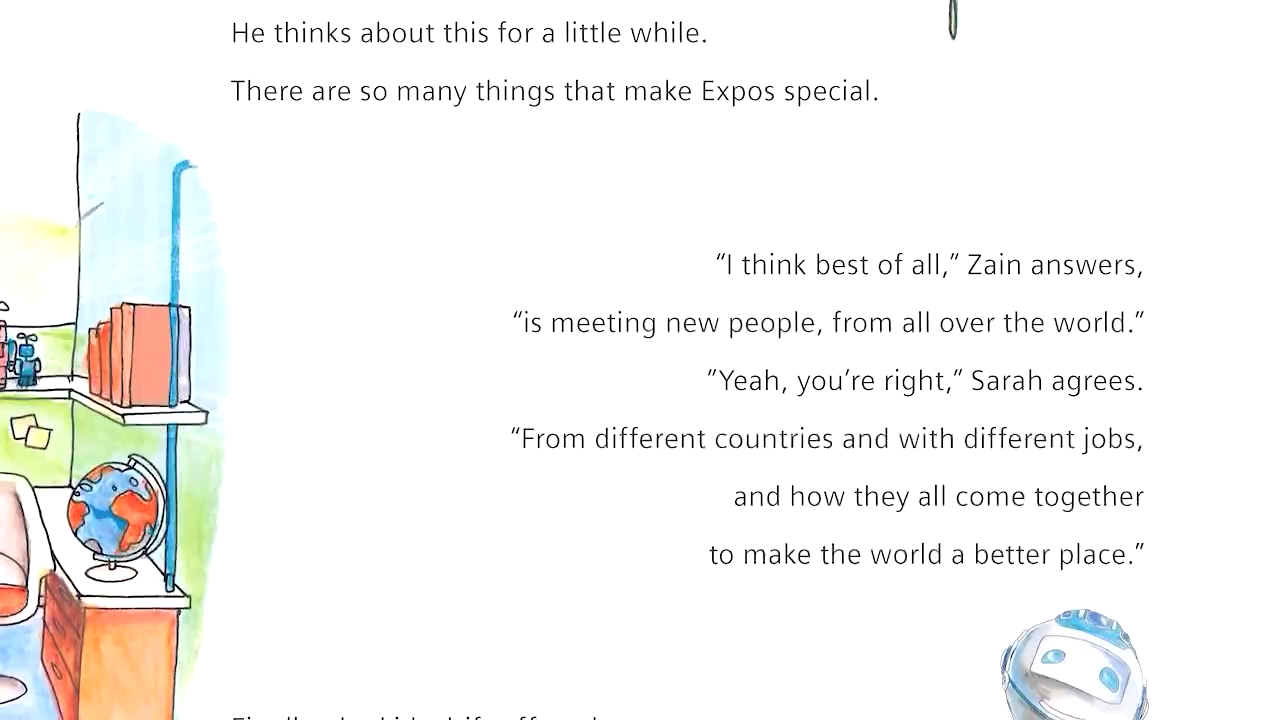 He thinks about this for a little while.
There are so many things that make Expos special.
“I think best of all,” Zain answers,
“is meeting new people, from all over the world.”
”Yeah, you’re right,” Sarah agrees.
“From different countries and with different jobs,
and how they all come together
to make the world a better place.”